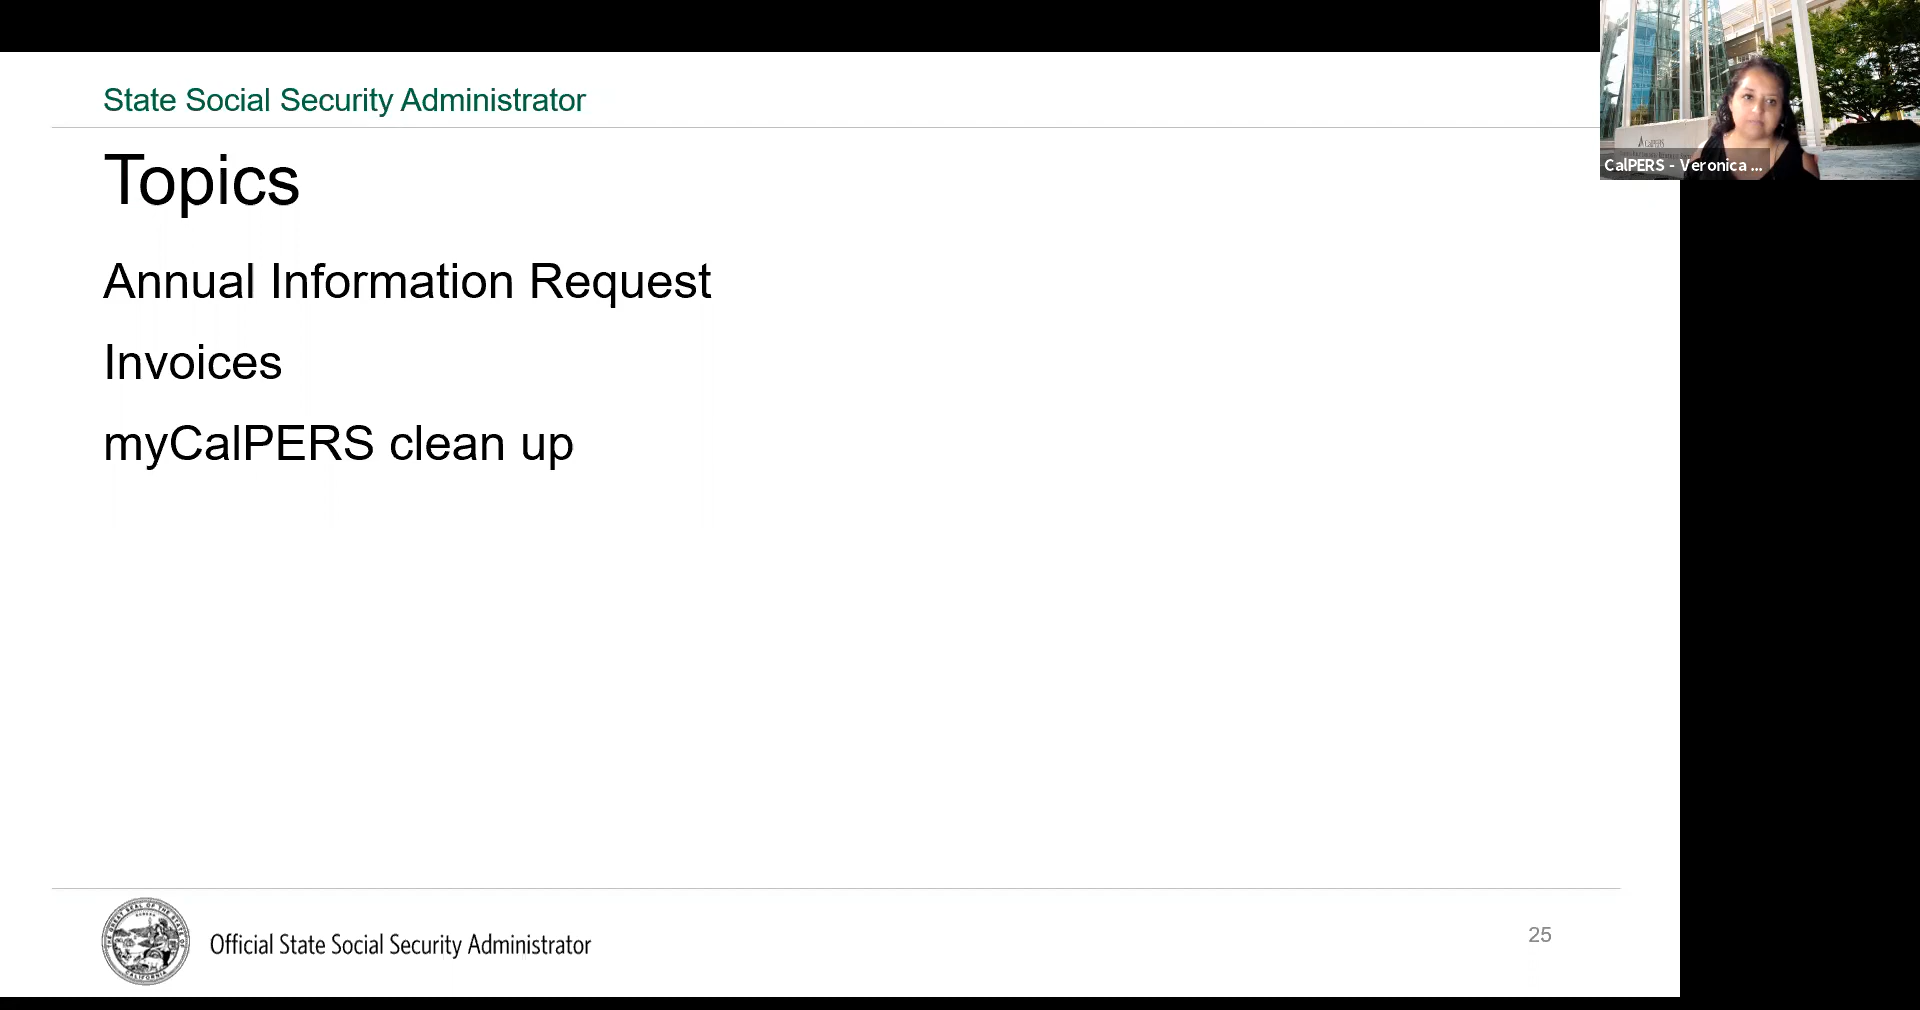 State Social Security Administrator
CalPERS - Veronica ...
Topics
Annual Information Request
Invoices
myCalPERS clean up
Official State Social Security Administrator
25